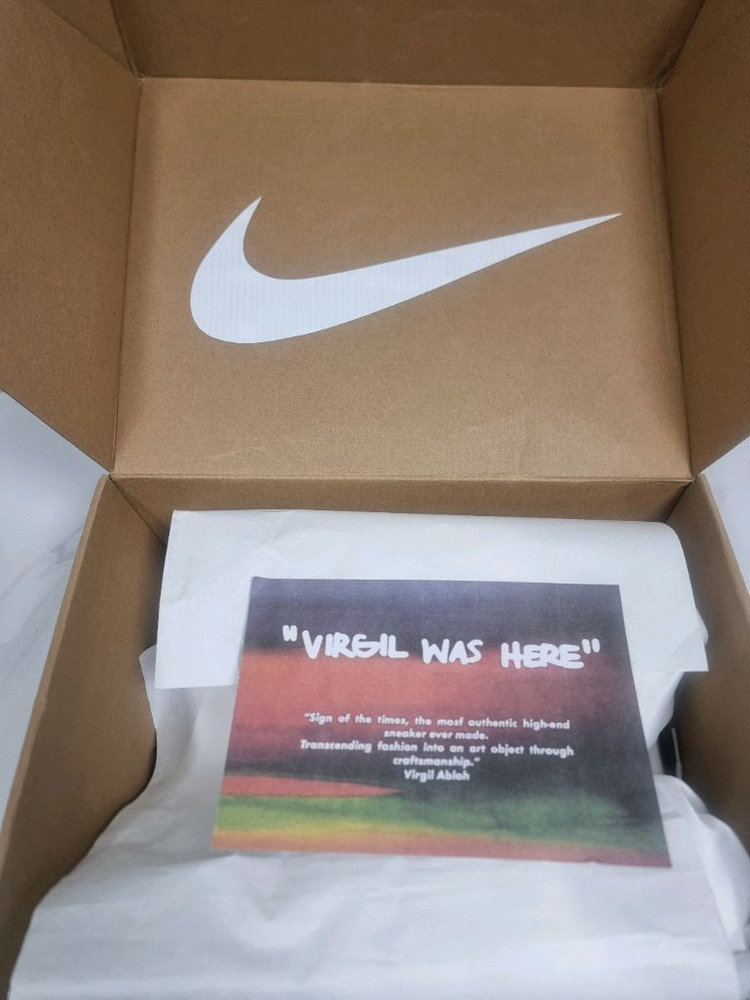 "VIRGIL WAS HERE"
"Sign of the times, the most authentic high-end
sneaker ever made.
Transcending fashion into an art object through
craftsmanship."
Virgil Abloh